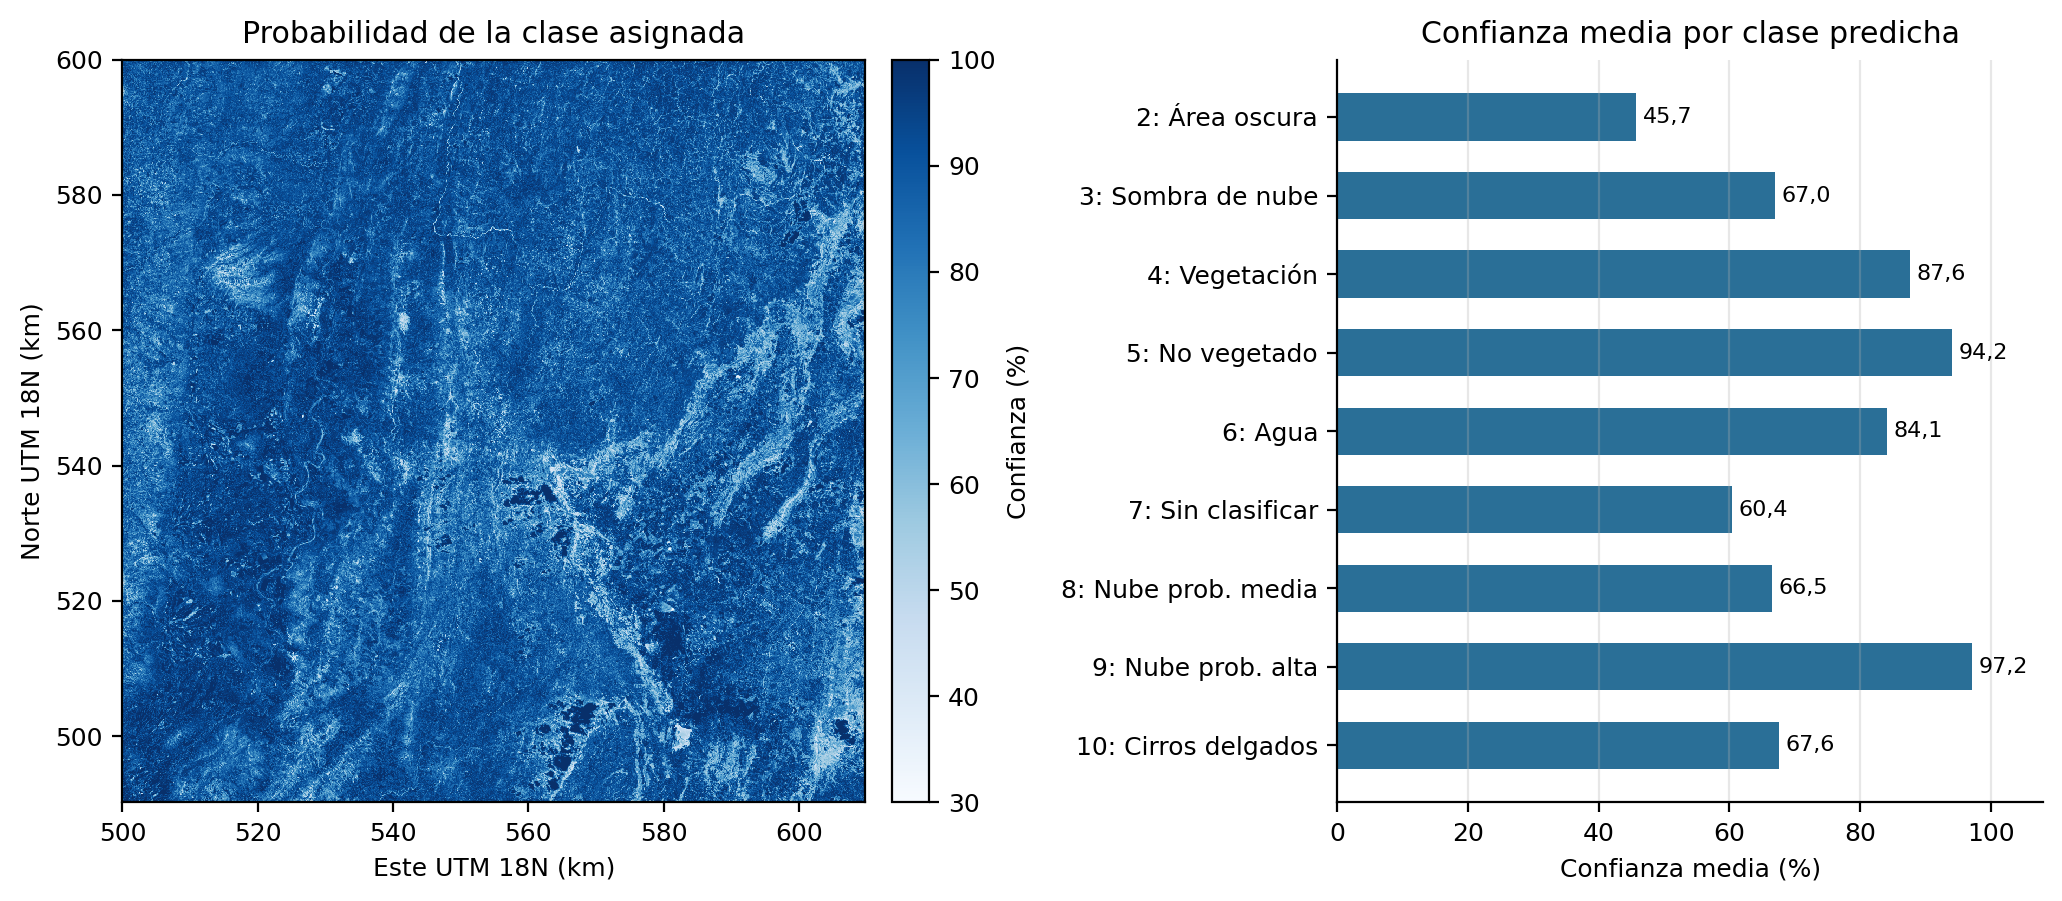 Probabilidad de la clase asignada
600
580
560
540
520
500
Norte UTM 18N (km)
500
520
540
560
580
600
Este UTM 18N (km)
100
90
80
70
60
50
40
30
Confianza (%)
Confianza media por clase predicha
2: Área oscura
45,7
3: Sombra de nube
67,0
4: Vegetación
87,6
5: No vegetado
94,2
6: Agua
84,1
7: Sin clasificar
60,4
8: Nube prob. media
66,5
9: Nube prob. alta
97,2
10: Cirros delgados
67,6
0
20
40
60
80
100
Confianza media (%)